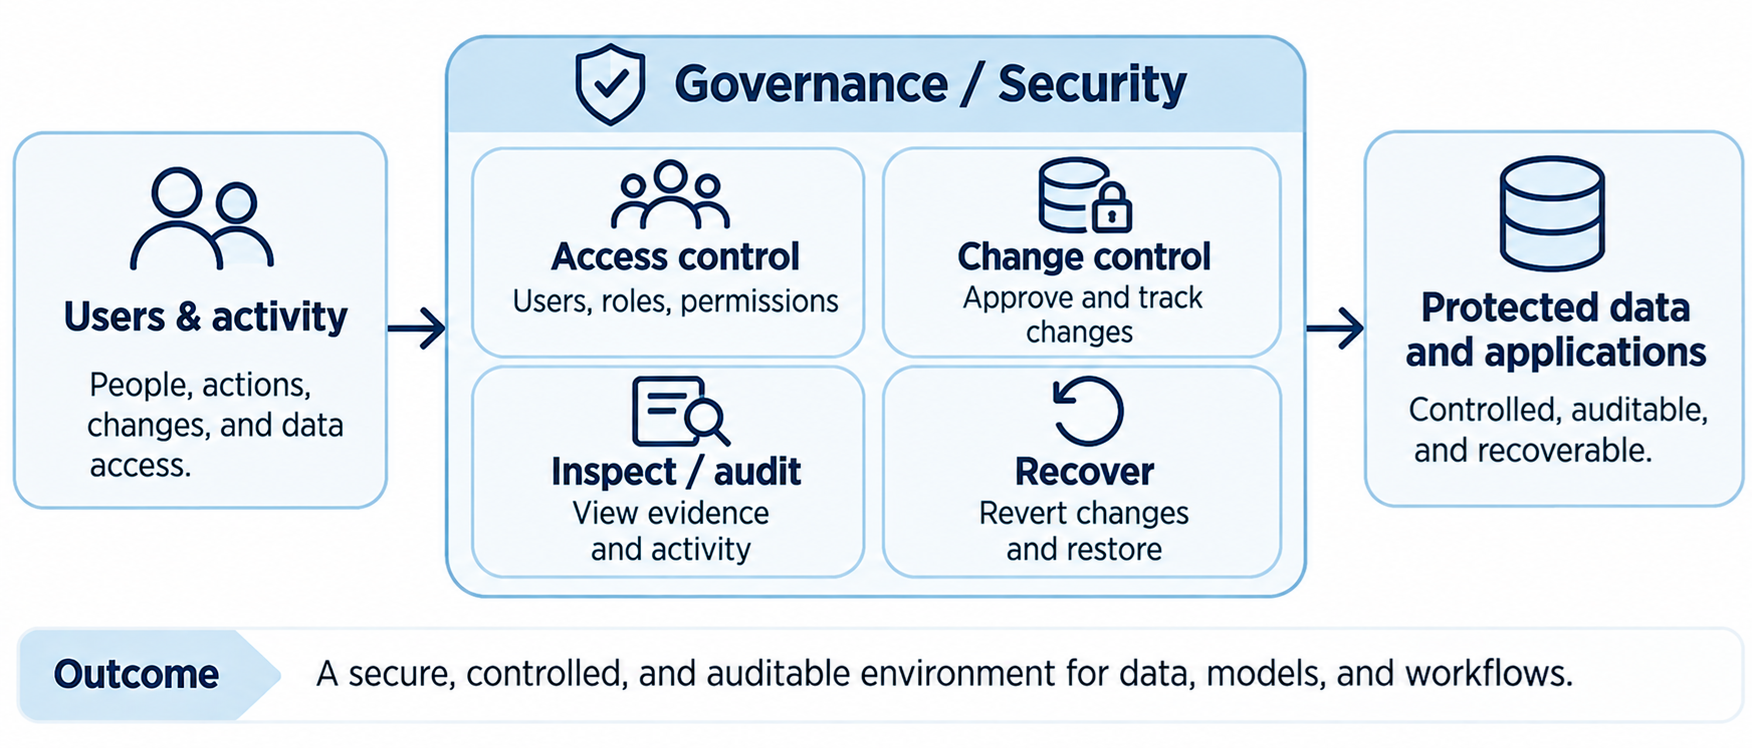 Governance / Security
Users & activity
People, actions,
changes, and data
access.
Access control
Users, roles, permissions
Change control
Approve and track
changes
Inspect / audit
View evidence
and activity
Recover
Revert changes
and restore
Protected data
and applications
Controlled, auditable,
and recoverable.
Outcome
A secure, controlled, and auditable environment for data, models, and workflows.